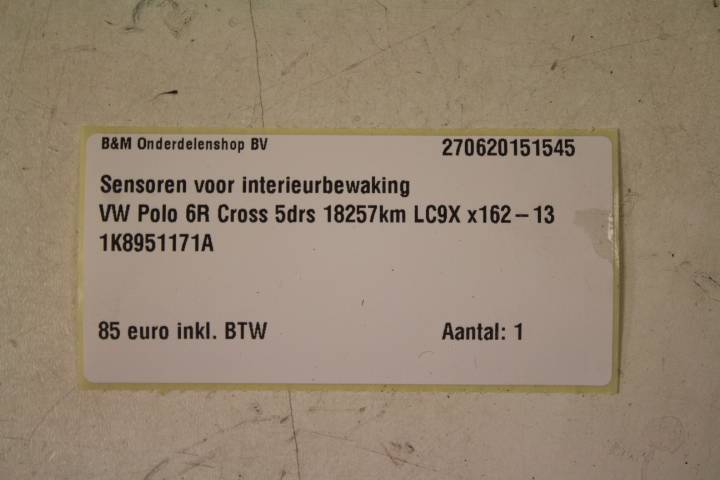 B&M Onderdelenshop BV 270620151545
Sensoren voor interieurbewaking
VW Polo 6R Cross 5drs 18257km LC9X x162-13
1K8951171A
85 euro inkl. BTW Aantal: 1